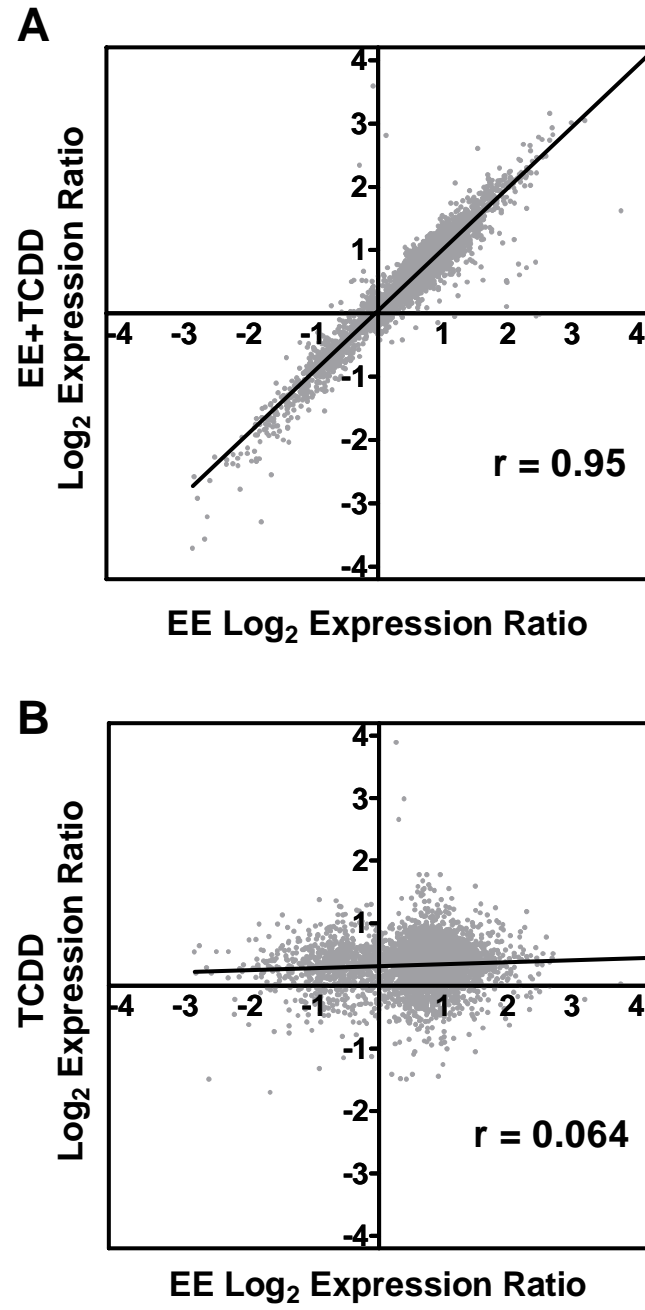 A
EE+TCDD
Log2 Expression Ratio
4
3
2
1
-4 -3 -2 -1 1 2 3 4
-1
-2
r = 0.95
-3
-4
EE Log2 Expression Ratio
B
TCDD
Log2 Expression Ratio
4
3
2
1
-4 -3 -2 -1 1 2 3 4
-1
-2
r = 0.064
-3
-4
EE Log2 Expression Ratio